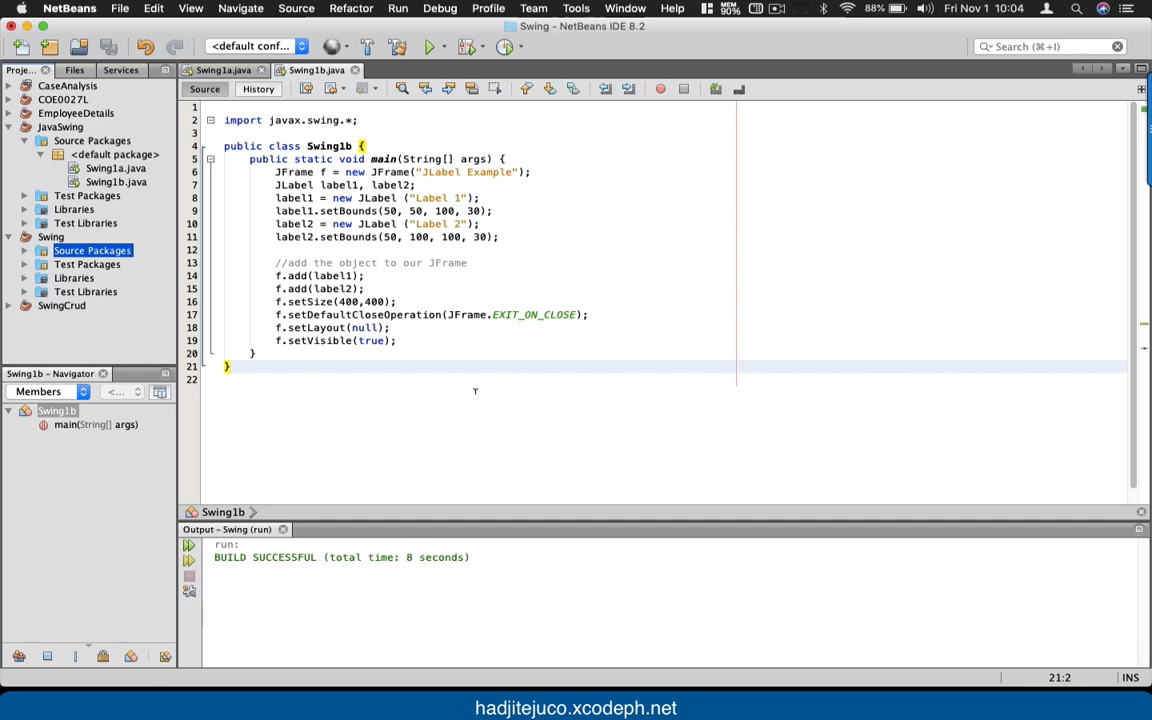 NetBeans File Edit View Navigate Source Refactor Run Debug Profile Team Tools Window Help MEM 90% 88% Fri Nov 1 10:04
Swing - NetBeans IDE 8.2
<default conf... Search (⌘+I)
Proje... Files Services Swing1a.java Swing1b.java
Source History
CaseAnalysis
COE0027L
EmployeeDetails
JavaSwing
Source Packages
<default package>
Swing1a.java
Swing1b.java
Test Packages
Libraries
Test Libraries
Swing
Source Packages
Test Packages
Libraries
Test Libraries
SwingCrud
Swing1b - Navigator
Members <...
Swing1b
main(String[] args)
1
2 import javax.swing.*;
3
4 public class Swing1b {
5 public static void main(String[] args) {
6 JFrame f = new JFrame("JLabel Example");
7 JLabel label1, label2;
8 label1 = new JLabel ("Label 1");
9 label1.setBounds(50, 50, 100, 30);
10 label2 = new JLabel ("Label 2");
11 label2.setBounds(50, 100, 100, 30);
12
13 //add the object to our JFrame
14 f.add(label1);
15 f.add(label2);
16 f.setSize(400,400);
17 f.setDefaultCloseOperation(JFrame.EXIT_ON_CLOSE);
18 f.setLayout(null);
19 f.setVisible(true);
20 }
21 }
22
Swing1b
Output - Swing (run)
run:
BUILD SUCCESSFUL (total time: 8 seconds)
21:2 INS
hadjitejuco.xcodeph.net